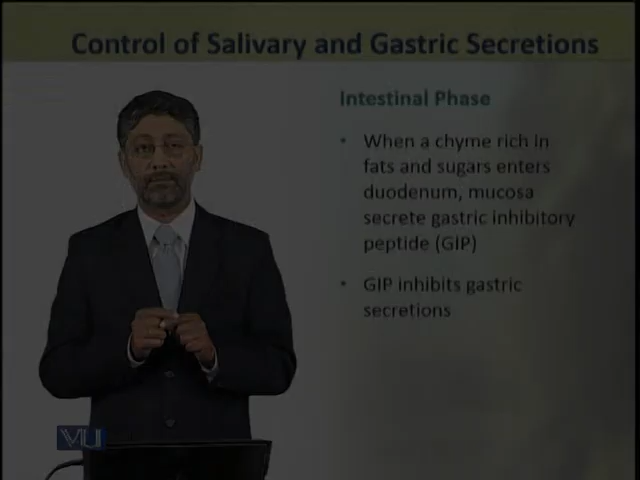 Control of Salivary and Gastric Secretions
Intestinal Phase
• When a chyme rich in
fats and sugars enters
duodenum, mucosa
secrete gastric inhibitory
peptide (GIP)
• GIP inhibits gastric
secretions
VU